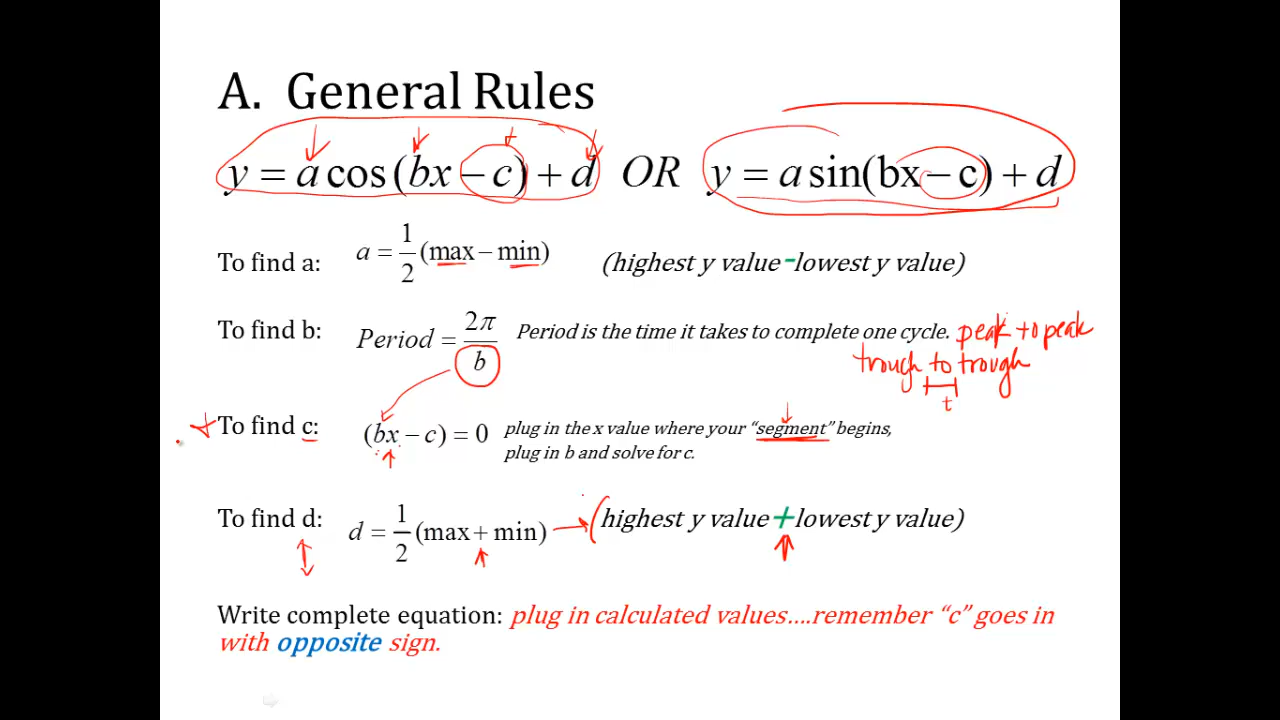 A. General Rules
y = a cos(bx − c) + d OR y = a sin(bx − c) + d
To find a: a = 1/2 (max − min) (highest y value-lowest y value)
To find b: Period = 2π/b Period is the time it takes to complete one cycle. peak to peak
trough to trough
t
To find c: (bx − c) = 0 plug in the x value where your “segment” begins,
plug in b and solve for c.
To find d: d = 1/2 (max + min) (highest y value+lowest y value)
Write complete equation: plug in calculated values….remember “c” goes in
with opposite sign.